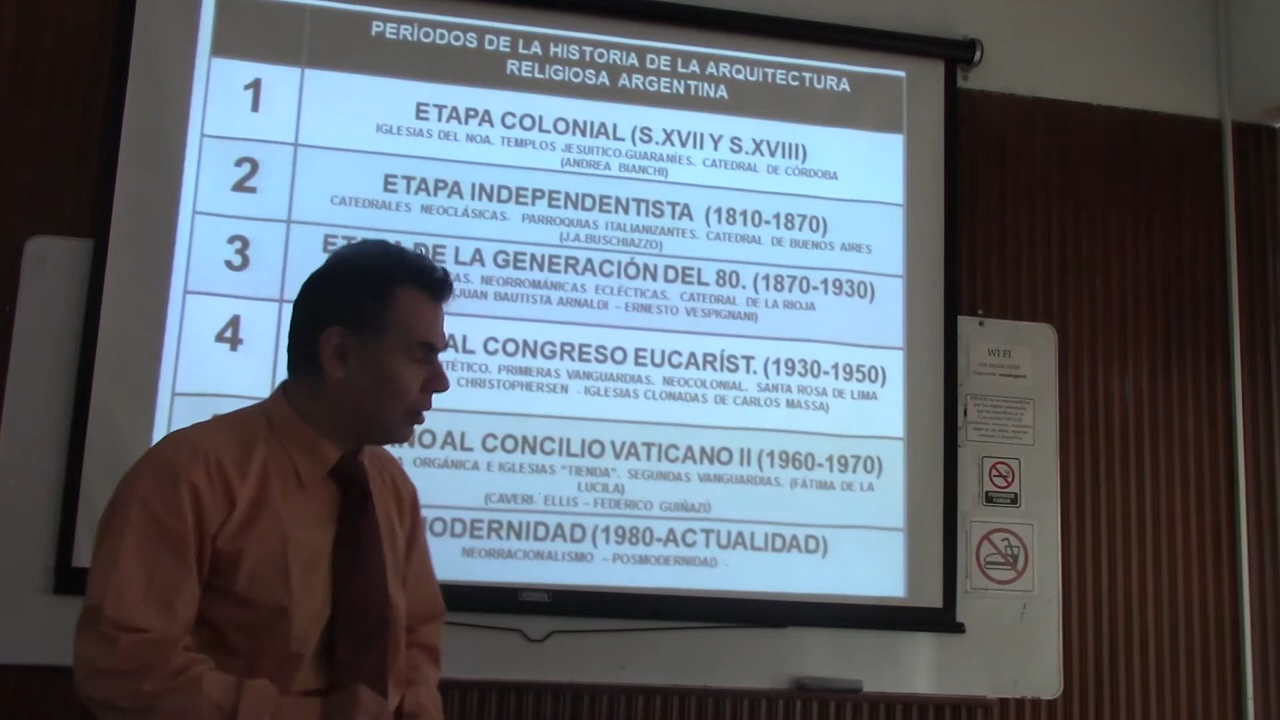 PERÍODOS DE LA HISTORIA DE LA ARQUITECTURA
RELIGIOSA ARGENTINA
1
ETAPA COLONIAL (S.XVII Y S.XVIII)
IGLESIAS DEL NOA. TEMPLOS JESUITICO-GUARANÍES. CATEDRAL DE CÓRDOBA
(ANDREA BIANCHI)
2
ETAPA INDEPENDENTISTA (1810-1870)
CATEDRALES NEOCLÁSICAS- PARROQUIAS ITALIANIZANTES. CATEDRAL DE BUENOS AIRES
(J.A.BUSCHIAZZO)
3
DE LA GENERACIÓN DEL 80. (1870-1930)
NEORROMÁNICAS ECLÉCTICAS. CATEDRAL DE LA RIOJA
(JUAN BAUTISTA ARNALDI – ERNESTO VESPIGNANI)
4
AL CONGRESO EUCARÍST. (1930-1950)
PRIMERAS VANGUARDIAS. NEOCOLONIAL. SANTA ROSA DE LIMA
CHRISTOPHERSEN - IGLESIAS CLONADAS DE CARLOS MASSA)
AL CONCILIO VATICANO II (1960-1970)
ORGÁNICA E IGLESIAS "TIENDA". SEGUNDAS VANGUARDIAS. (FÁTIMA DE LA
LUCILA)
(CAVERI-ELLIS – FEDERICO GUIÑAZÚ
MODERNIDAD (1980-ACTUALIDAD)
NEORRACIONALISMO – POSMODERNIDAD
WI FI
PROHIBIDO
FUMAR